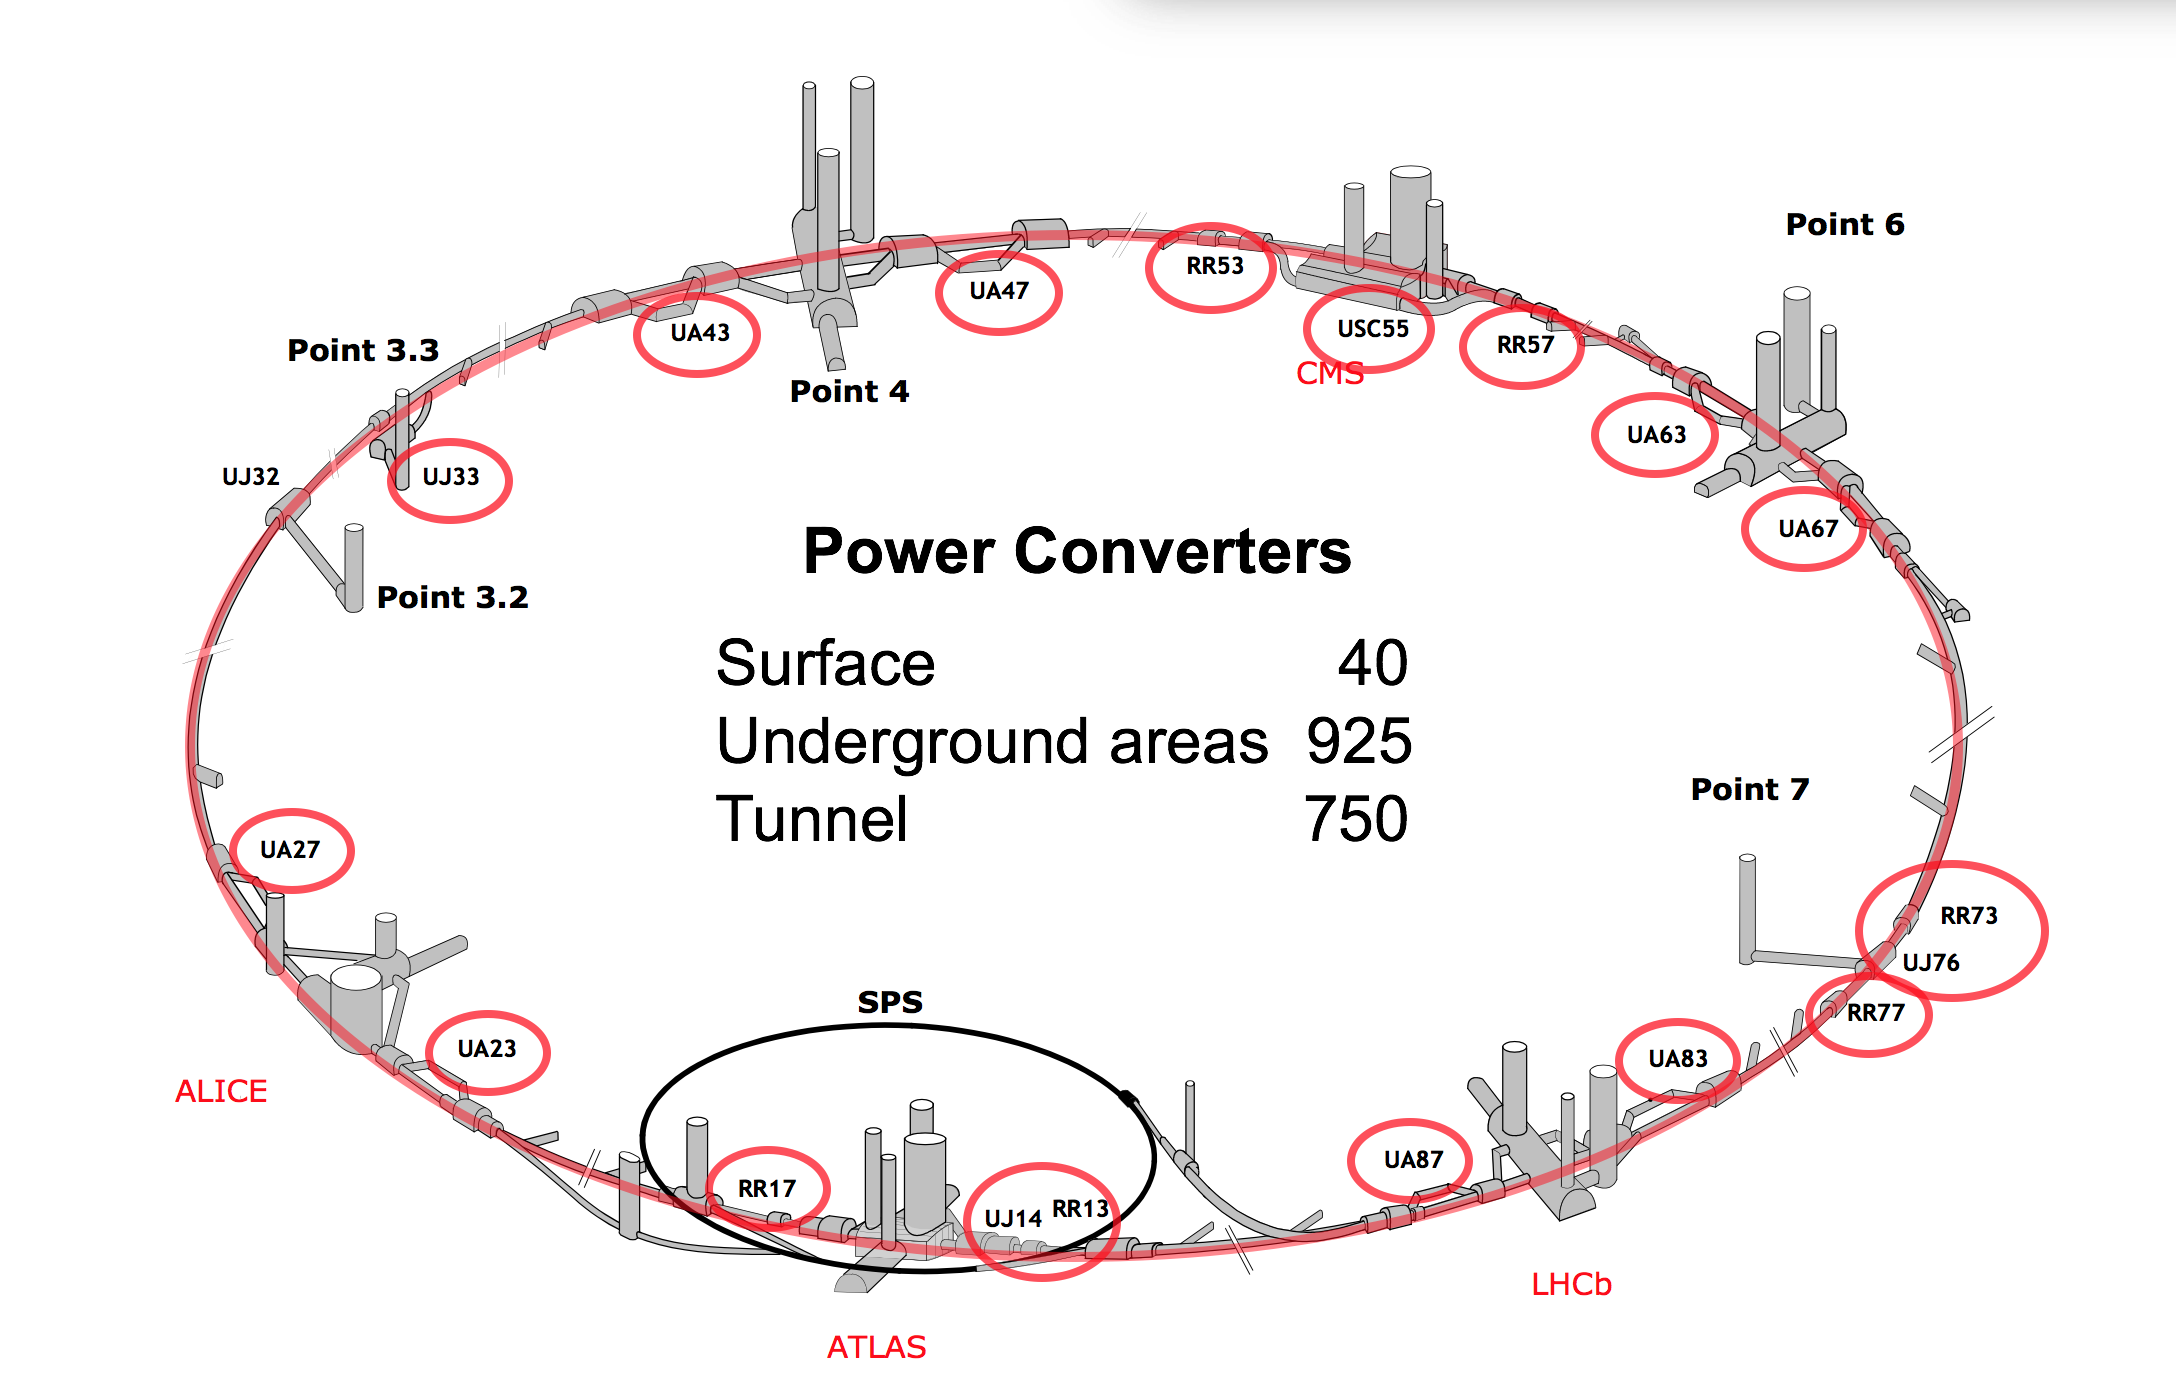 Point 6
RR53
UA47
USC55
UA43
RR57
Point 3.3
CMS
Point 4
UA63
UJ32
UJ33
UA67
Power Converters
Point 3.2
Surface 40
Underground areas 925
Tunnel 750
Point 7
UA27
RR73
UJ76
SPS
RR77
UA23
UA83
ALICE
UA87
RR17
UJ14 RR13
LHCb
ATLAS